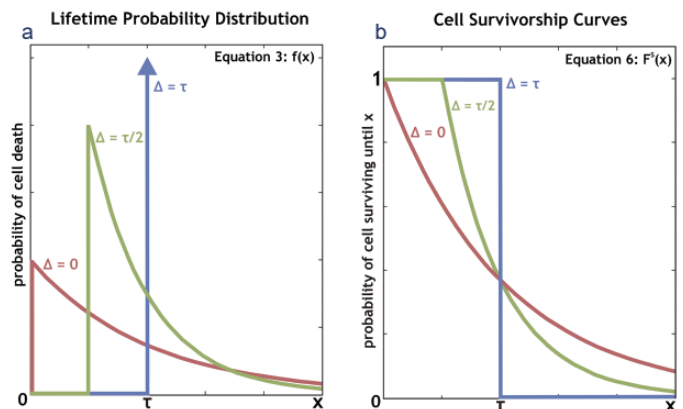 Lifetime Probability Distribution
a
Equation 3: f(x)
Δ = τ
Δ = τ/2
Δ = 0
probability of cell death
0
τ
x
Cell Survivorship Curves
b
Equation 6: Fˢ(x)
1
Δ = τ
Δ = τ/2
Δ = 0
probability of cell surviving until x
0
τ
x